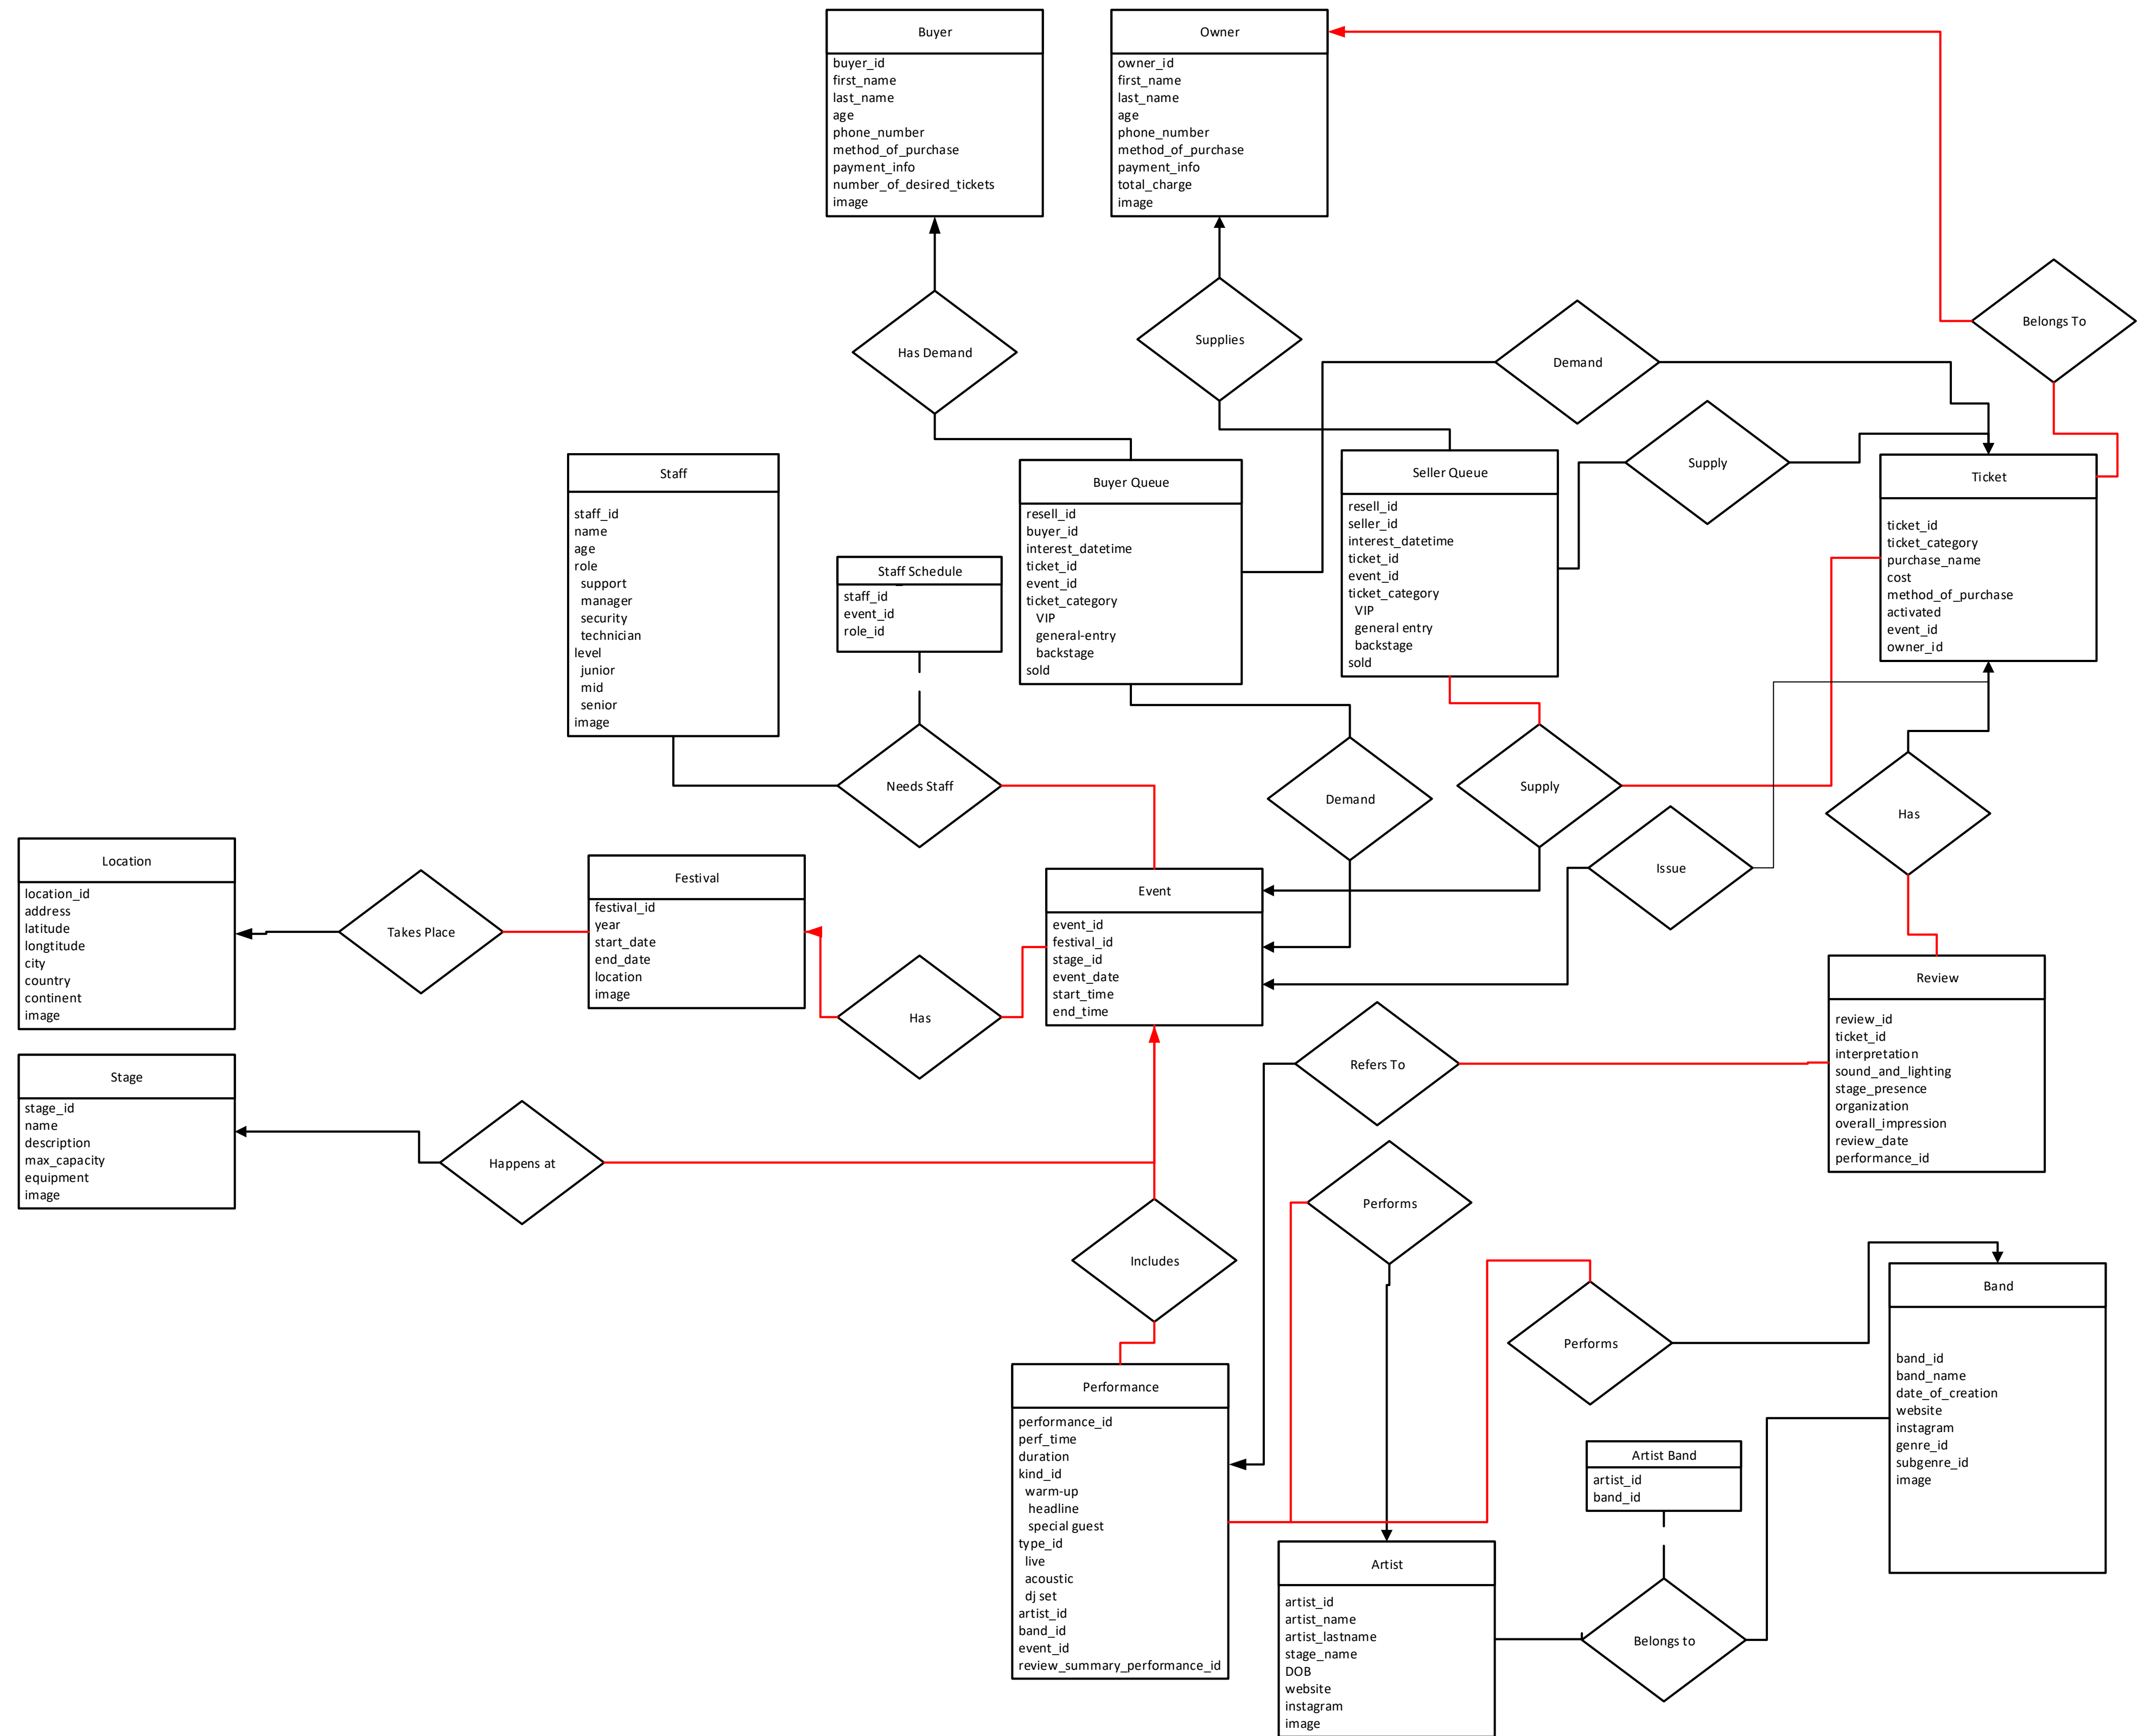 Buyer
buyer_id
first_name
last_name
age
phone_number
method_of_purchase
payment_info
number_of_desired_tickets
image
Owner
owner_id
first_name
last_name
age
phone_number
method_of_purchase
payment_info
total_charge
image
Has Demand
Supplies
Demand
Belongs To
Supply
Staff
staff_id
name
age
role
support
manager
security
technician
level
junior
mid
senior
image
Staff Schedule
staff_id
event_id
role_id
Buyer Queue
resell_id
buyer_id
interest_datetime
ticket_id
event_id
ticket_category
VIP
general-entry
backstage
sold
Seller Queue
resell_id
seller_id
interest_datetime
ticket_id
event_id
ticket_category
VIP
general entry
backstage
sold
Ticket
ticket_id
ticket_category
purchase_name
cost
method_of_purchase
activated
event_id
owner_id
Needs Staff
Demand
Supply
Issue
Has
Location
location_id
address
latitude
longtitude
city
country
continent
image
Takes Place
Festival
festival_id
year
start_date
end_date
location
image
Has
Event
event_id
festival_id
stage_id
event_date
start_time
end_time
Refers To
Review
review_id
ticket_id
interpretation
sound_and_lighting
stage_presence
organization
overall_impression
review_date
performance_id
Stage
stage_id
name
description
max_capacity
equipment
image
Happens at
Includes
Performs
Performs
Band
band_id
band_name
date_of_creation
website
instagram
genre_id
subgenre_id
image
Performance
performance_id
perf_time
duration
kind_id
warm-up
headline
special guest
type_id
live
acoustic
dj set
artist_id
band_id
event_id
review_summary_performance_id
Artist Band
artist_id
band_id
Artist
artist_id
artist_name
artist_lastname
stage_name
DOB
website
instagram
image
Belongs to